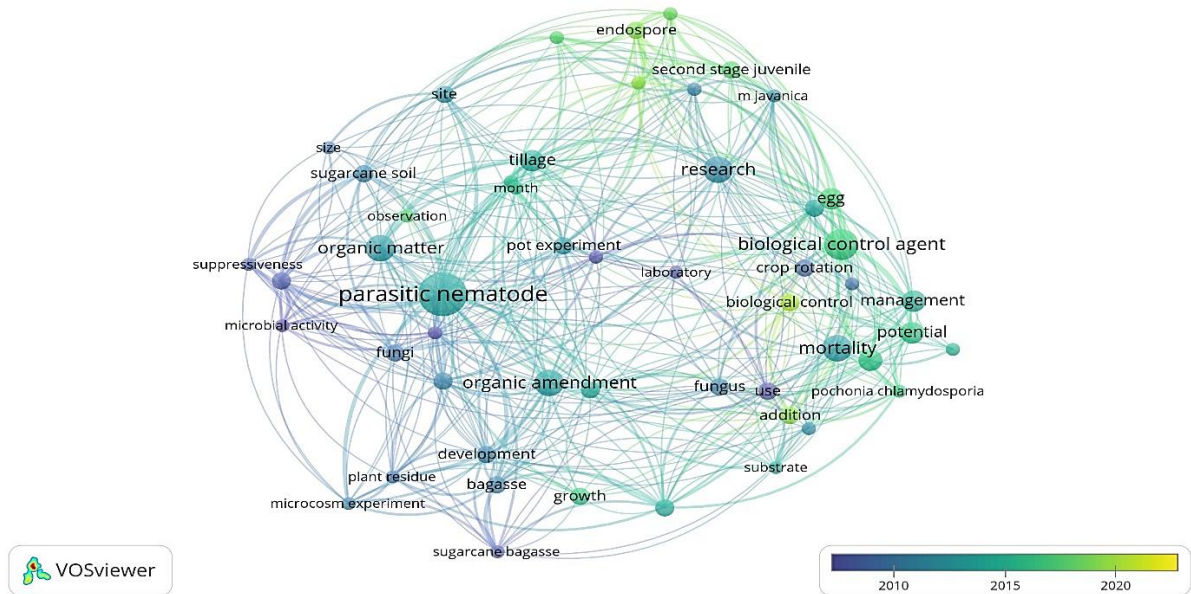 endospore
second stage juvenile
site
m javanica
size
tillage
research
sugarcane soil
month
egg
observation
organic matter
pot experiment
biological control agent
suppressiveness
laboratory
crop rotation
parasitic nematode
biological control
management
microbial activity
potential
fungi
mortality
organic amendment
fungus
use
pochonia chlamydosporia
addition
development
substrate
plant residue
bagasse
microcosm experiment
growth
sugarcane bagasse
VOSviewer
2010
2015
2020